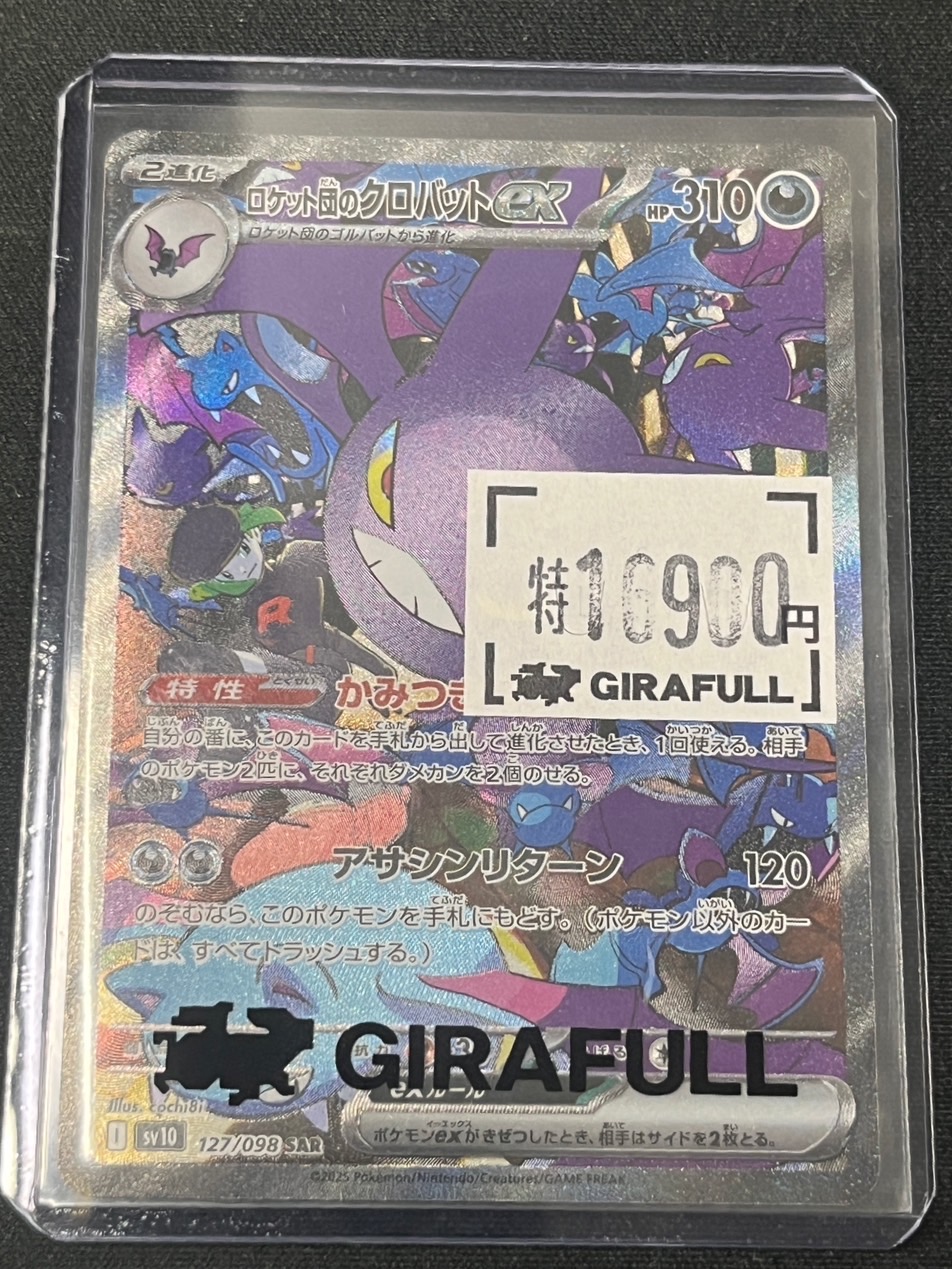 2進化
ロケット団のクロバットex
HP310
ロケット団のゴルバットから進化
特16900円
GIRAFULL
R
特性
かみつき
自分の番に、このカードを手札から出して進化させたとき、1回使える。相手
のポケモン2匹に、それぞれダメカンを2個のせる。
アサシンリターン 120
のぞむなら、このポケモンを手札にもどす。(ポケモン以外のカー
ドは、すべてトラッシュする。)
GIRAFULL
exルール
ポケモンexがきぜつしたとき、相手はサイドを2枚とる。
Illus. cochi8i
I sv10 127/098 SAR
©2025 Pokémon/Nintendo/Creatures/GAME FREAK